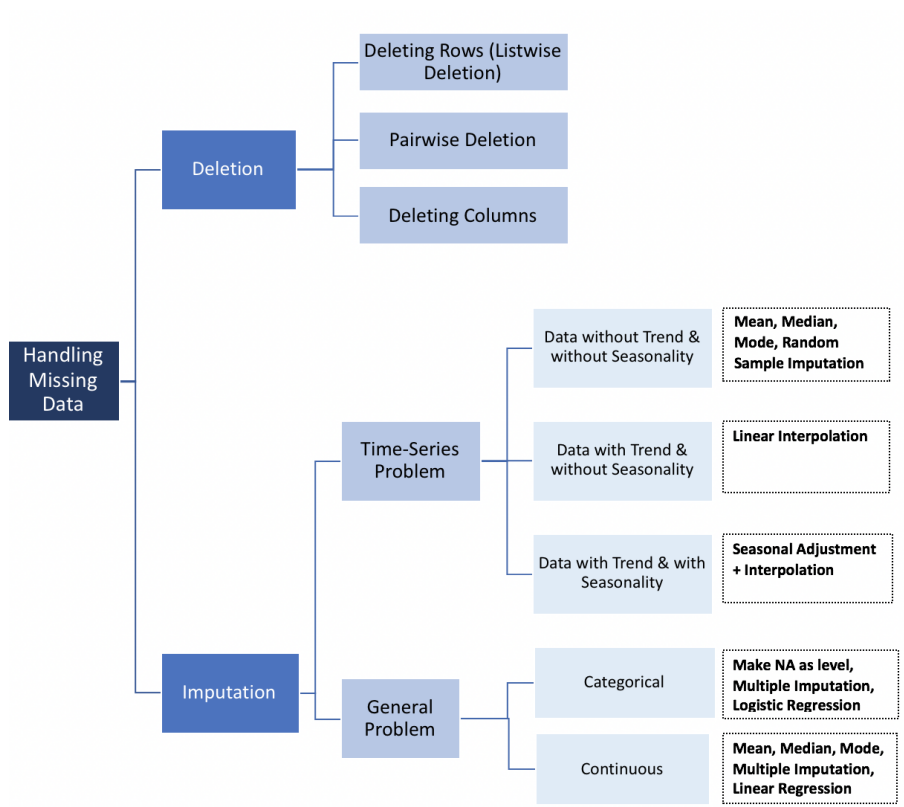 Deleting Rows (Listwise
Deletion)
Deletion
Pairwise Deletion
Deleting Columns
Handling
Missing
Data
Data without Trend &
without Seasonality
Mean, Median,
Mode, Random
Sample Imputation
Time-Series
Problem
Data with Trend &
without Seasonality
Linear Interpolation
Data with Trend & with
Seasonality
Seasonal Adjustment
+ Interpolation
Imputation
General
Problem
Categorical
Make NA as level,
Multiple Imputation,
Logistic Regression
Continuous
Mean, Median, Mode,
Multiple Imputation,
Linear Regression